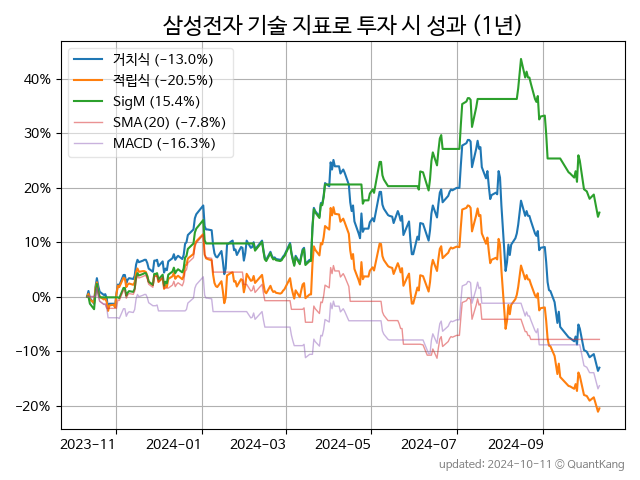 삼성전자 기술 지표로 투자 시 성과 (1년)
거치식 (−13.0%)
적립식 (−20.5%)
SigM (15.4%)
SMA(20) (−7.8%)
MACD (−16.3%)
40%
30%
20%
10%
0%
−10%
−20%
2023-11 2024-01 2024-03 2024-05 2024-07 2024-09
updated: 2024-10-11 © QuantKang